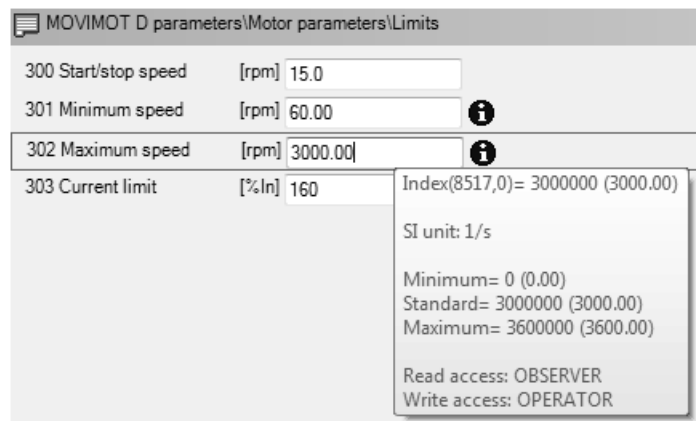 MOVIMOT D parameters\Motor parameters\Limits
300 Start/stop speed [rpm] 15.0
301 Minimum speed [rpm] 60.00
302 Maximum speed [rpm] 3000.00
303 Current limit [%In] 160
Index(8517,0)= 3000000 (3000.00)
SI unit: 1/s
Minimum= 0 (0.00)
Standard= 3000000 (3000.00)
Maximum= 3600000 (3600.00)
Read access: OBSERVER
Write access: OPERATOR